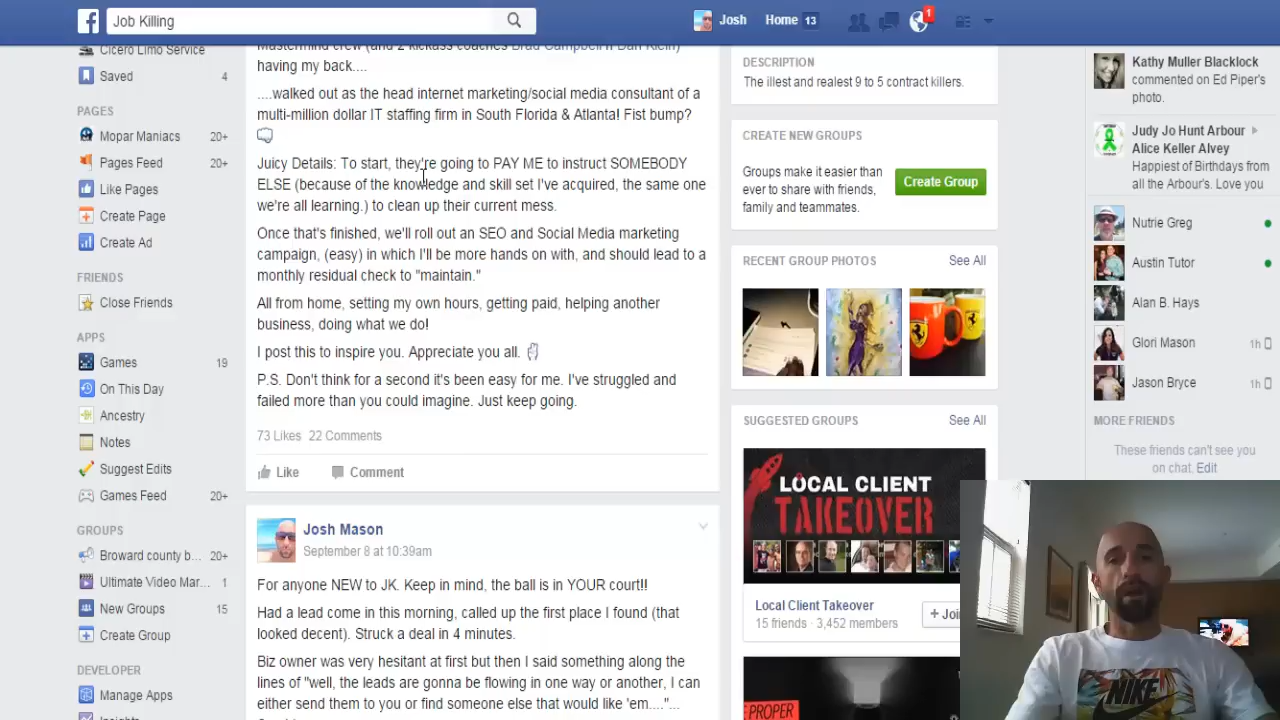 Job Killing
Josh
Home 13
1
Cicero Limo Service
Saved 4
PAGES
Mopar Maniacs 20+
Pages Feed 20+
Like Pages
Create Page
Create Ad
FRIENDS
Close Friends
APPS
Games 19
On This Day
Ancestry
Notes
Suggest Edits
Games Feed 20+
GROUPS
Broward county b... 20+
Ultimate Video Mar... 1
New Groups 15
Create Group
DEVELOPER
Manage Apps
Mastermind crew (and 2 kickass coaches Brad Campbell n Dan Klein)
having my back....
....walked out as the head internet marketing/social media consultant of a
multi-million dollar IT staffing firm in South Florida & Atlanta! Fist bump?
Juicy Details: To start, they're going to PAY ME to instruct SOMEBODY
ELSE (because of the knowledge and skill set I've acquired, the same one
we're all learning.) to clean up their current mess.
Once that's finished, we'll roll out an SEO and Social Media marketing
campaign, (easy) in which I'll be more hands on with, and should lead to a
monthly residual check to "maintain."
All from home, setting my own hours, getting paid, helping another
business, doing what we do!
I post this to inspire you. Appreciate you all.
P.S. Don't think for a second it's been easy for me. I've struggled and
failed more than you could imagine. Just keep going.
73 Likes 22 Comments
Like Comment
Josh Mason
September 8 at 10:39am
For anyone NEW to JK. Keep in mind, the ball is in YOUR court!!
Had a lead come in this morning, called up the first place I found (that
looked decent). Struck a deal in 4 minutes.
Biz owner was very hesitant at first but then I said something along the
lines of "well, the leads are gonna be flowing in one way or another, I can
either send them to you or find someone else that would like 'em...."...
DESCRIPTION
The illest and realest 9 to 5 contract killers.
CREATE NEW GROUPS
Groups make it easier than
ever to share with friends,
family and teammates.
Create Group
RECENT GROUP PHOTOS See All
SUGGESTED GROUPS See All
LOCAL CLIENT
TAKEOVER
Local Client Takeover
15 friends · 3,452 members
+ Join
PROPER
Kathy Muller Blacklock
commented on Ed Piper's
photo.
Judy Jo Hunt Arbour
Alice Keller Alvey
Happiest of Birthdays from
all the Arbour's. Love you
Nutrie Greg
Austin Tutor
Alan B. Hays
Glori Mason 1h
Jason Bryce 1h
MORE FRIENDS
These friends can't see you
on chat. Edit
NIKE